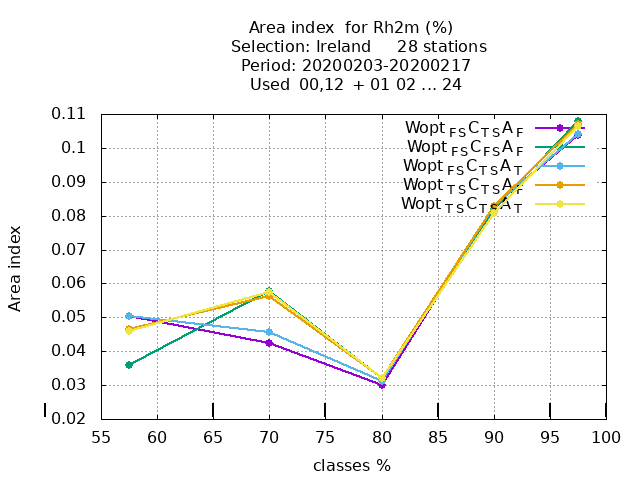 Area index  for Rh2m (%)
Selection: Ireland     28 stations
Period: 20200203-20200217
Used  00,12  + 01 02 ... 24
Area index
0.11
0.1
0.09
0.08
0.07
0.06
0.05
0.04
0.03
0.02
Wopt FS C TS A F
Wopt FS C FS A F
Wopt FS C TS A T
Wopt TS C TS A F
Wopt TS C TS A T
55 60 65 70 75 80 85 90 95 100
classes %